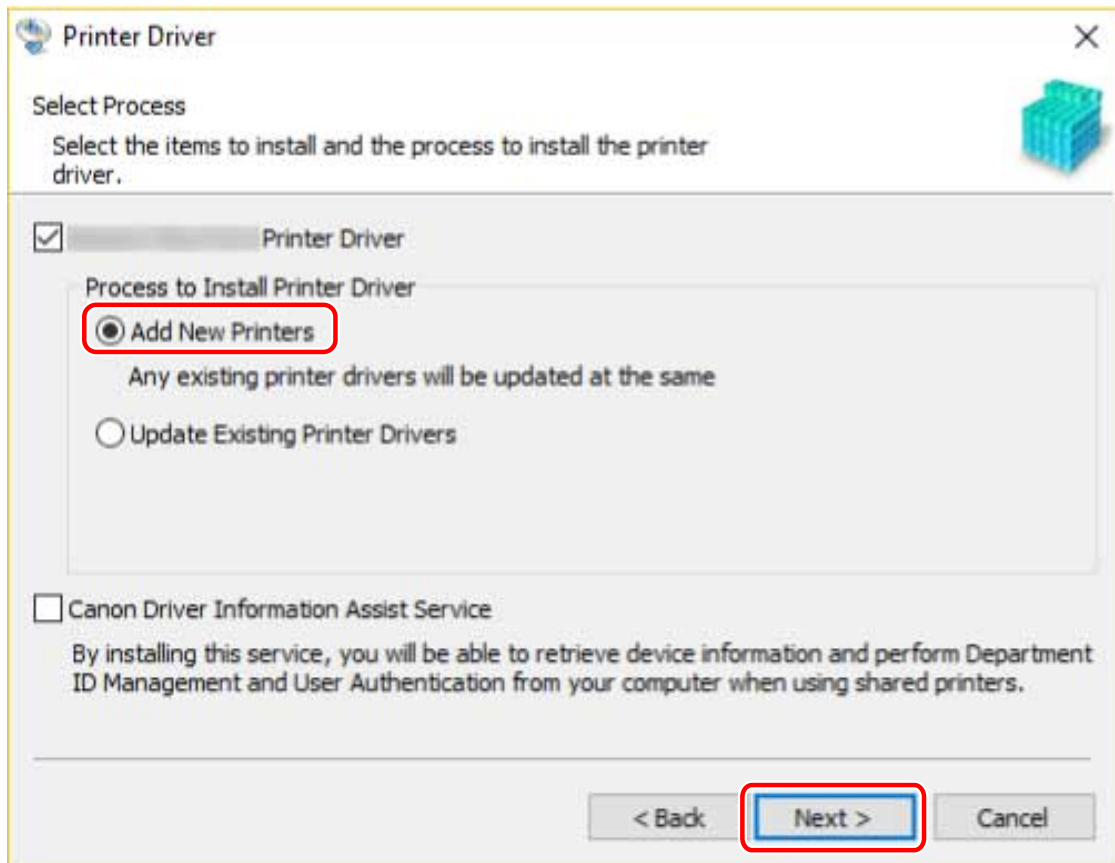 Printer Driver
Select Process
Select the items to install and the process to install the printer
driver.
Printer Driver
Process to Install Printer Driver
Add New Printers
Any existing printer drivers will be updated at the same
Update Existing Printer Drivers
Canon Driver Information Assist Service
By installing this service, you will be able to retrieve device information and perform Department
ID Management and User Authentication from your computer when using shared printers.
< Back Next > Cancel